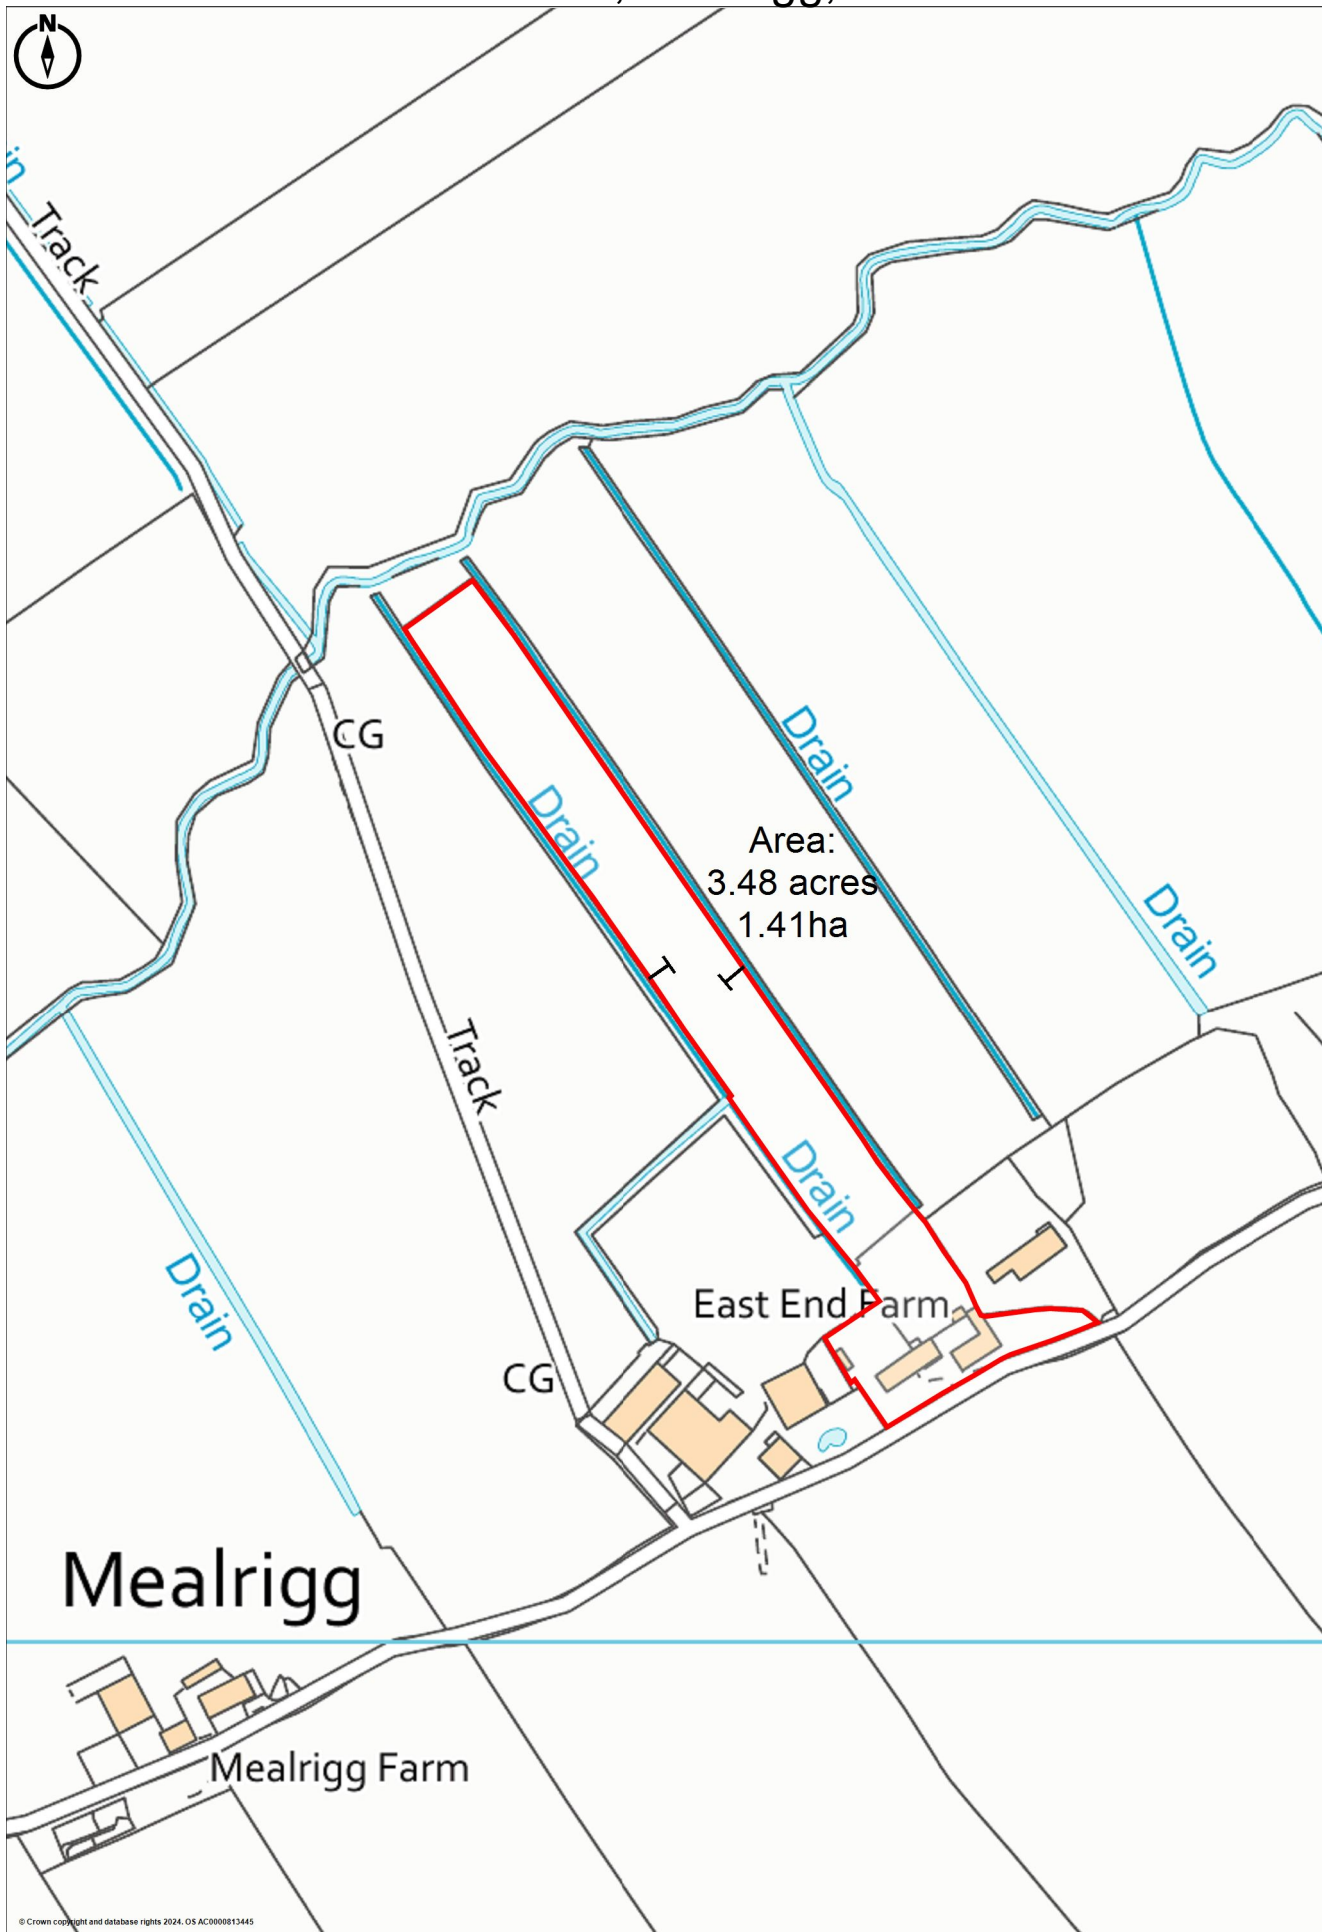 N
Track
CG
Drain
Drain
Area:
3.48 acres
1.41ha
Drain
Track
Drain
Drain
East End Farm
CG
Mealrigg
Mealrigg Farm
© Crown copyright and database rights 2024. OS AC0000813445